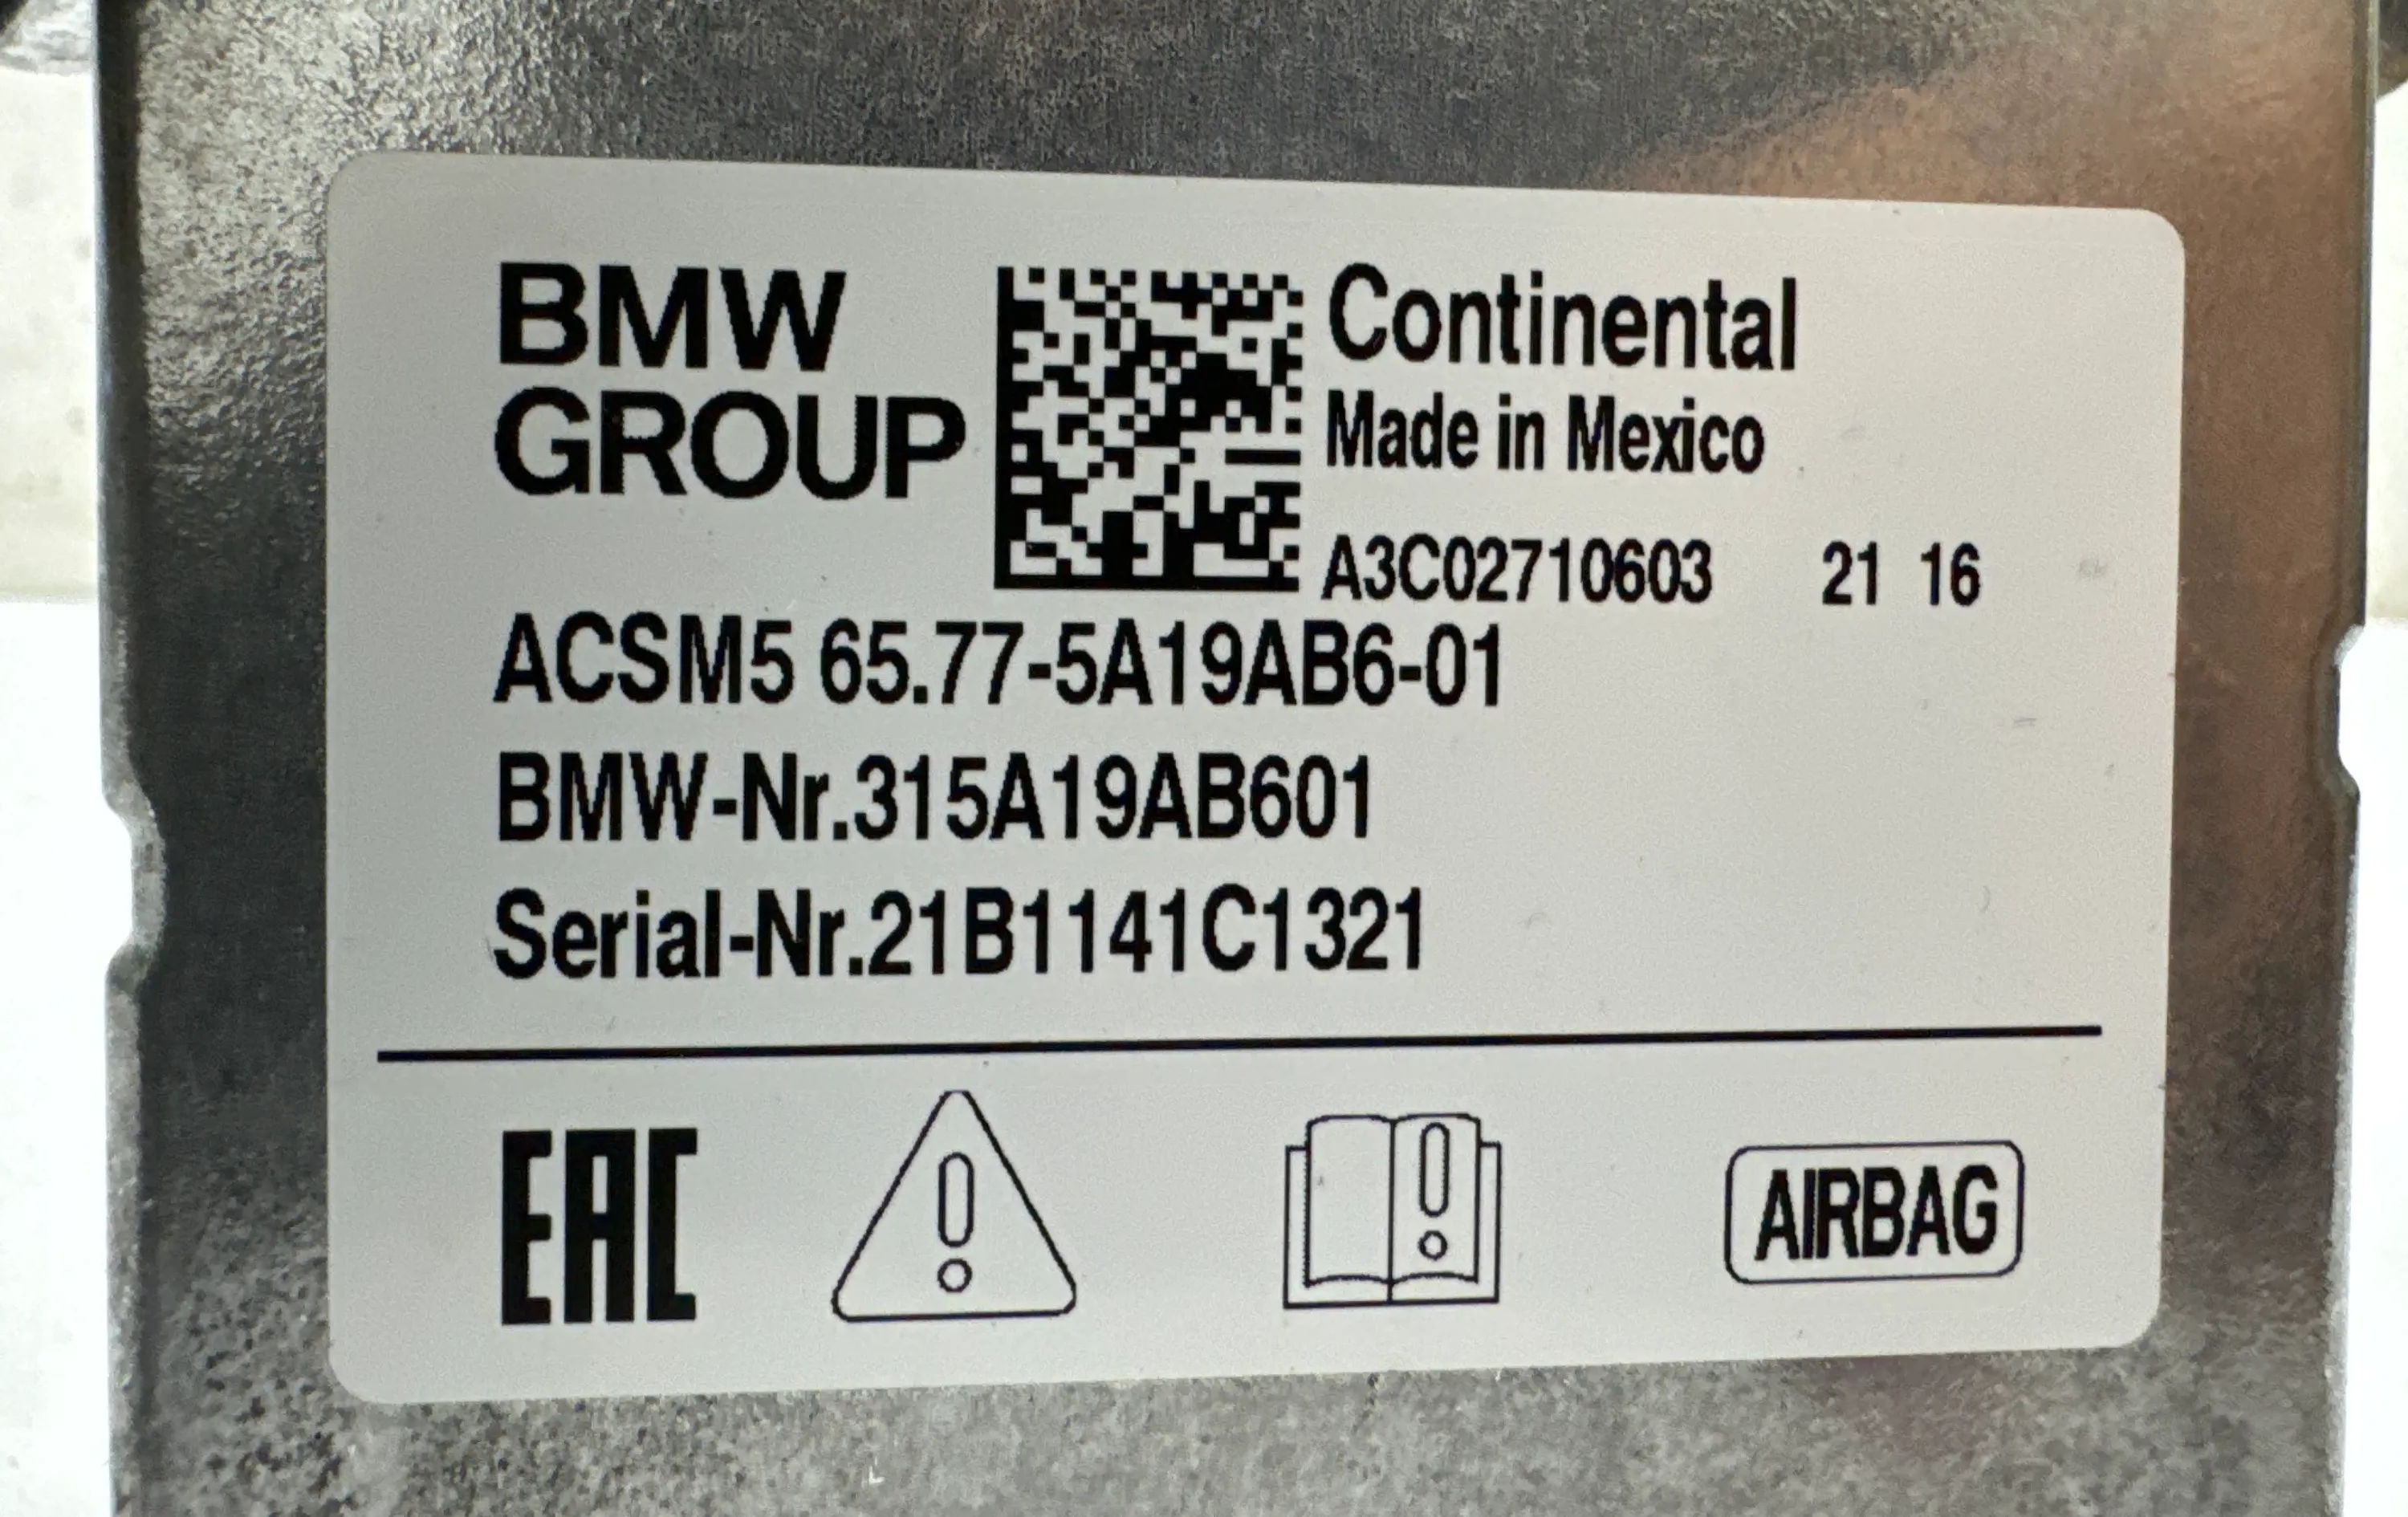 BMW
GROUP
Continental
Made in Mexico
A3C02710603 21 16
ACSM5 65.77-5A19AB6-01
BMW-Nr.315A19AB601
Serial-Nr.21B1141C1321
EAC
AIRBAG